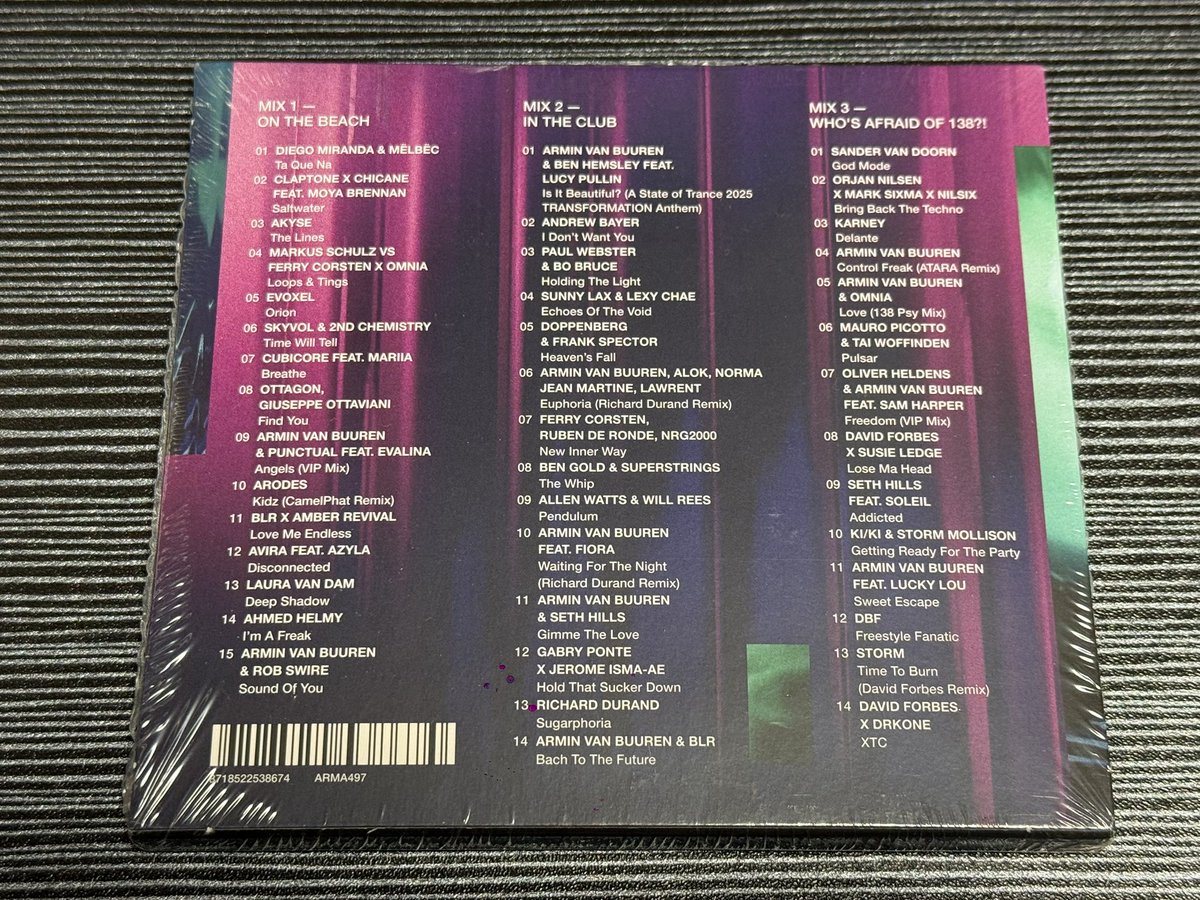 MIX 1 —
ON THE BEACH
01 DIEGO MIRANDA & MËLBËC
Ta Que Na
02 CLAPTONE X CHICANE
FEAT. MOYA BRENNAN
Saltwater
03 AKYSE
The Lines
04 MARKUS SCHULZ VS
FERRY CORSTEN X OMNIA
Loops & Tings
05 EVOXEL
Orion
06 SKYVOL & 2ND CHEMISTRY
Time Will Tell
07 CUBICORE FEAT. MARIIA
Breathe
08 OTTAGON,
GIUSEPPE OTTAVIANI
Find You
09 ARMIN VAN BUUREN
& PUNCTUAL FEAT. EVALINA
Angels (VIP Mix)
10 ARODES
Kidz (CamelPhat Remix)
11 BLR X AMBER REVIVAL
Love Me Endless
12 AVIRA FEAT. AZYLA
Disconnected
13 LAURA VAN DAM
Deep Shadow
14 AHMED HELMY
I'm A Freak
15 ARMIN VAN BUUREN
& ROB SWIRE
Sound Of You
8718522538674 ARMA497
MIX 2 —
IN THE CLUB
01 ARMIN VAN BUUREN
& BEN HEMSLEY FEAT.
LUCY PULLIN
Is It Beautiful? (A State of Trance 2025
TRANSFORMATION Anthem)
02 ANDREW BAYER
I Don't Want You
03 PAUL WEBSTER
& BO BRUCE
Holding The Light
04 SUNNY LAX & LEXY CHAE
Echoes Of The Void
05 DOPPENBERG
& FRANK SPECTOR
Heaven's Fall
06 ARMIN VAN BUUREN, ALOK, NORMA
JEAN MARTINE, LAWRENT
Euphoria (Richard Durand Remix)
07 FERRY CORSTEN,
RUBEN DE RONDE, NRG2000
New Inner Way
08 BEN GOLD & SUPERSTRINGS
The Whip
09 ALLEN WATTS & WILL REES
Pendulum
10 ARMIN VAN BUUREN
FEAT. FIORA
Waiting For The Night
(Richard Durand Remix)
11 ARMIN VAN BUUREN
& SETH HILLS
Gimme The Love
12 GABRY PONTE
X JEROME ISMA-AE
Hold That Sucker Down
13 RICHARD DURAND
Sugarphoria
14 ARMIN VAN BUUREN & BLR
Bach To The Future
MIX 3 —
WHO'S AFRAID OF 138?!
01 SANDER VAN DOORN
God Mode
02 ORJAN NILSEN
X MARK SIXMA X NILSIX
Bring Back The Techno
03 KARNEY
Delante
04 ARMIN VAN BUUREN
Control Freak (ATARA Remix)
05 ARMIN VAN BUUREN
& OMNIA
Love (138 Psy Mix)
06 MAURO PICOTTO
& TAI WOFFINDEN
Pulsar
07 OLIVER HELDENS
& ARMIN VAN BUUREN
FEAT. SAM HARPER
Freedom (VIP Mix)
08 DAVID FORBES
X SUSIE LEDGE
Lose Ma Head
09 SETH HILLS
FEAT. SOLEIL
Addicted
10 KI/KI & STORM MOLLISON
Getting Ready For The Party
11 ARMIN VAN BUUREN
FEAT. LUCKY LOU
Sweet Escape
12 DBF
Freestyle Fanatic
13 STORM
Time To Burn
(David Forbes Remix)
14 DAVID FORBES
X DRKONE
XTC